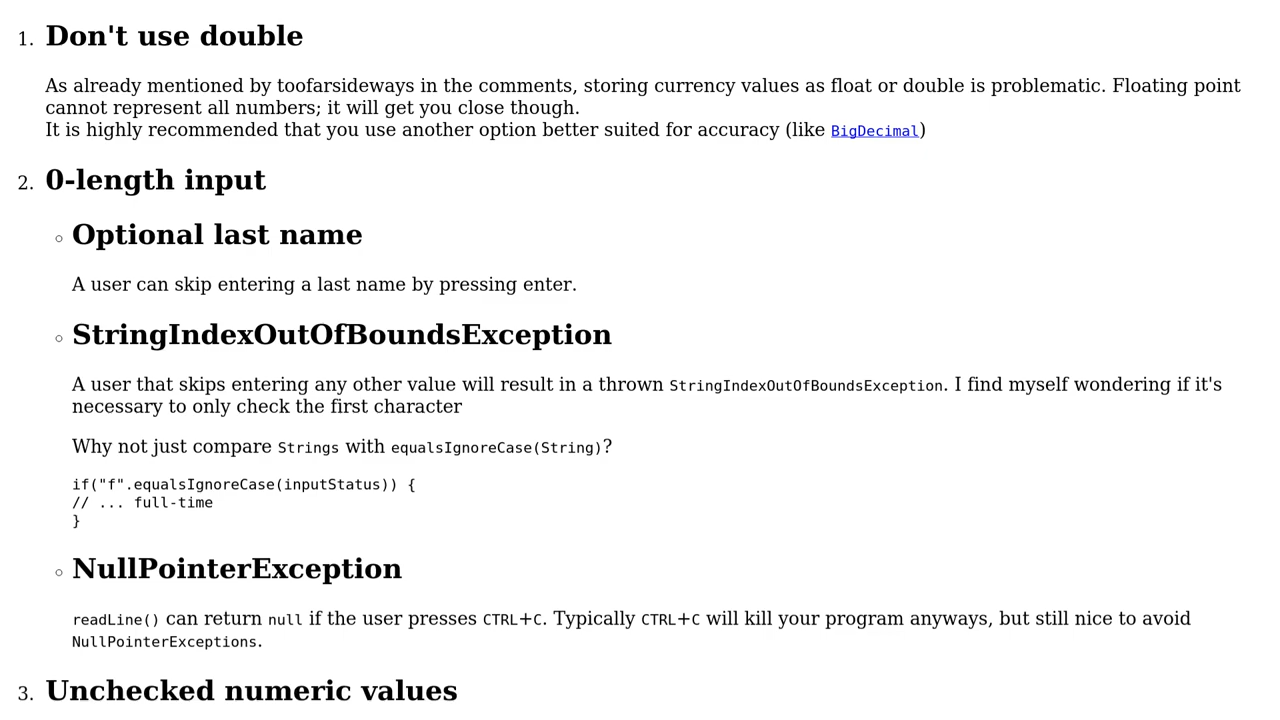 1. Don't use double
As already mentioned by toofarsideways in the comments, storing currency values as float or double is problematic. Floating point
cannot represent all numbers; it will get you close though.
It is highly recommended that you use another option better suited for accuracy (like BigDecimal)
2. 0-length input
◦ Optional last name
A user can skip entering a last name by pressing enter.
◦ StringIndexOutOfBoundsException
A user that skips entering any other value will result in a thrown StringIndexOutOfBoundsException. I find myself wondering if it's
necessary to only check the first character
Why not just compare Strings with equalsIgnoreCase(String)?
if("f".equalsIgnoreCase(inputStatus)) {
// ... full-time
}
◦ NullPointerException
readLine() can return null if the user presses CTRL+C. Typically CTRL+C will kill your program anyways, but still nice to avoid
NullPointerExceptions.
3. Unchecked numeric values